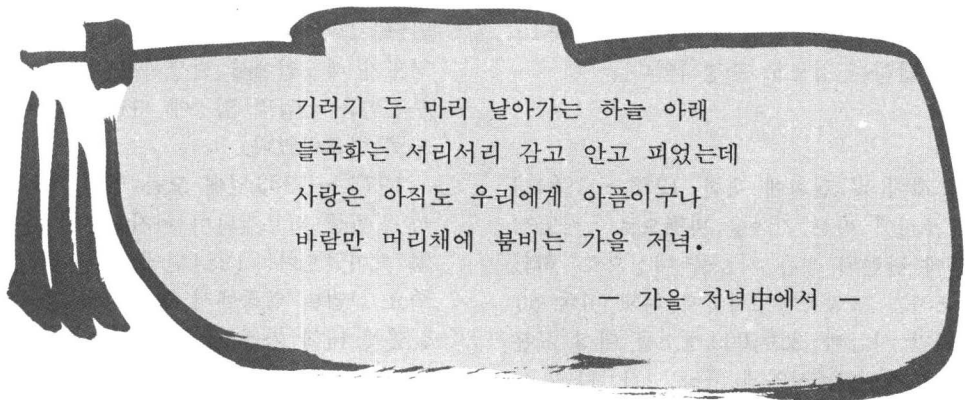 기러기 두 마리 날아가는 하늘 아래
들국화는 서리서리 감고 안고 피었는데
사랑은 아직도 우리에게 아픔이구나
바람만 머리채에 붐비는 가을 저녁.
— 가을 저녁中에서 —